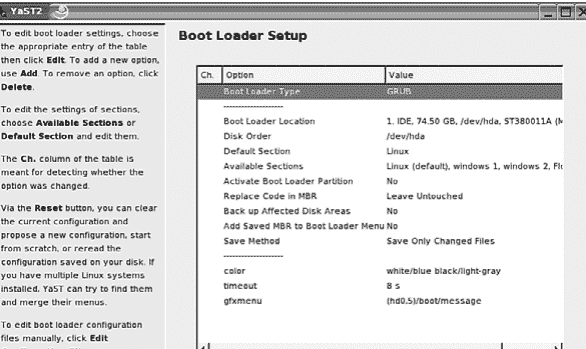 YaST2
To edit boot loader settings, choose
the appropriate entry of the table
then click Edit. To add a new option,
use Add. To remove an option, click
Delete.
To edit the settings of sections,
choose Available Sections or
Default Section and edit them.
The Ch. column of the table is
meant for detecting whether the
option was changed.
Via the Reset button, you can clear
the current configuration and
propose a new configuration, start
from scratch, or reread the
configuration saved on your disk. If
you have multiple Linux systems
installed, YaST can try to find them
and merge their menus.
To edit boot loader configuration
files manually, click Edit
Boot Loader Setup
Ch. Option Value
Boot Loader Type GRUB
-------------------
Boot Loader Location 1. IDE, 74.50 GB, /dev/hda, ST380011A (M
Disk Order /dev/hda
Default Section Linux
Available Sections Linux (default), windows 1, windows 2, Fl
Activate Boot Loader Partition No
Replace Code in MBR Leave Untouched
Back up Affected Disk Areas No
Add Saved MBR to Boot Loader Menu No
Save Method Save Only Changed Files
-------------------
color white/blue black/light-gray
timeout 8 s
gfxmenu (hd0,5)/boot/message